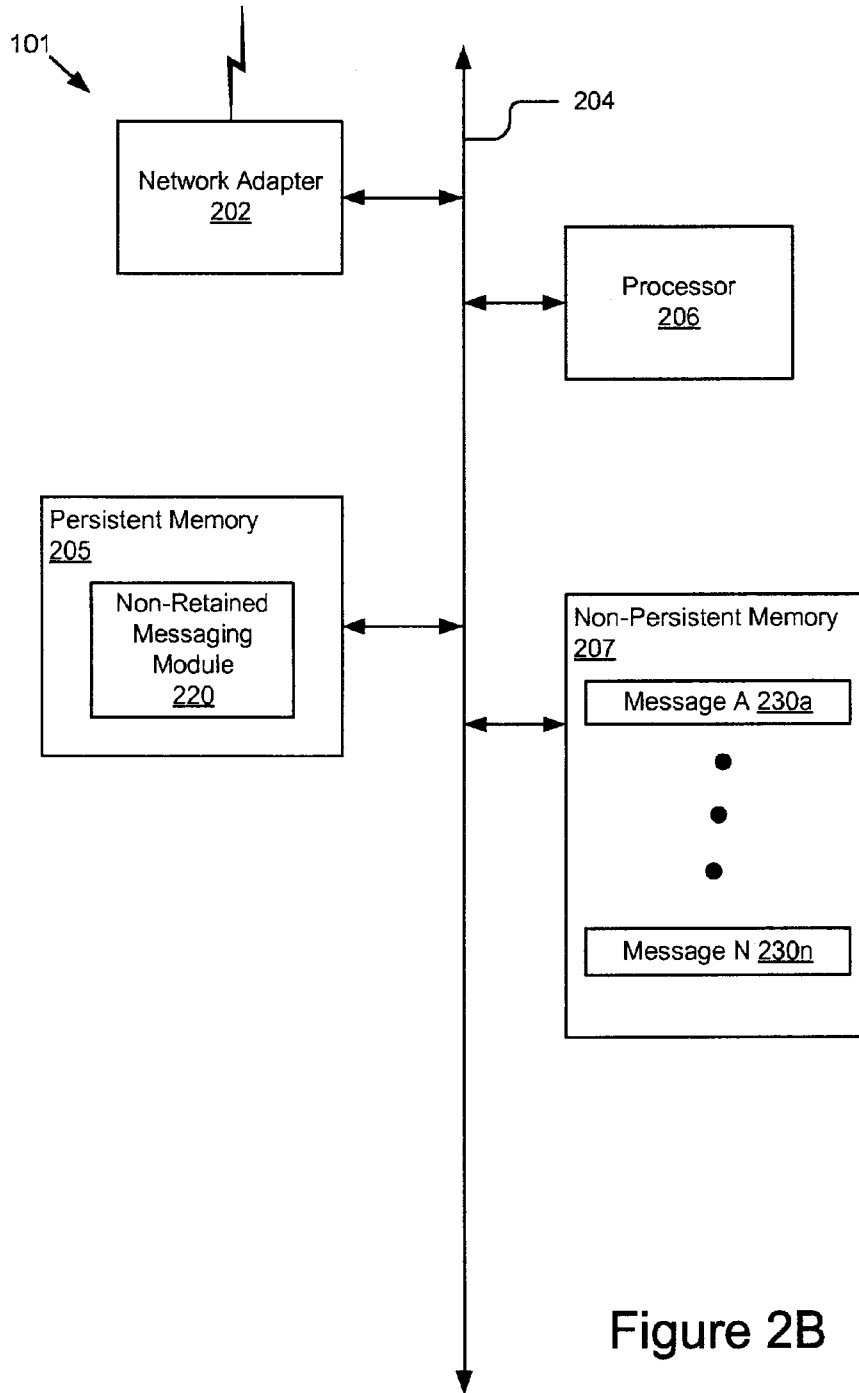 101
204
Network Adapter
202
Processor
206
Persistent Memory
205
Non-Retained
Messaging
Module
220
Non-Persistent Memory
207
Message A 230a
Message N 230n
Figure 2B